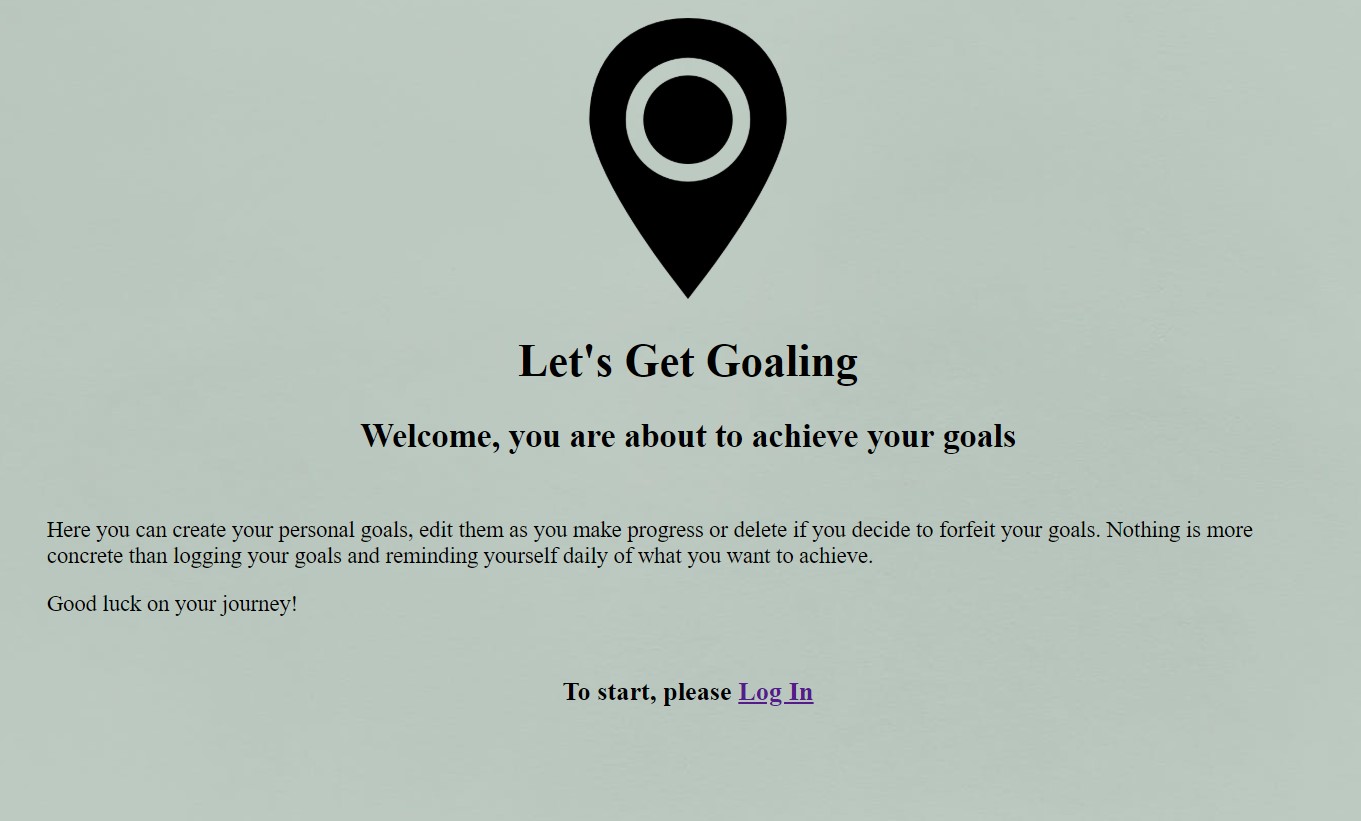 Let's Get Goaling
Welcome, you are about to achieve your goals
Here you can create your personal goals, edit them as you make progress or delete if you decide to forfeit your goals. Nothing is more
concrete than logging your goals and reminding yourself daily of what you want to achieve.
Good luck on your journey!
To start, please Log In